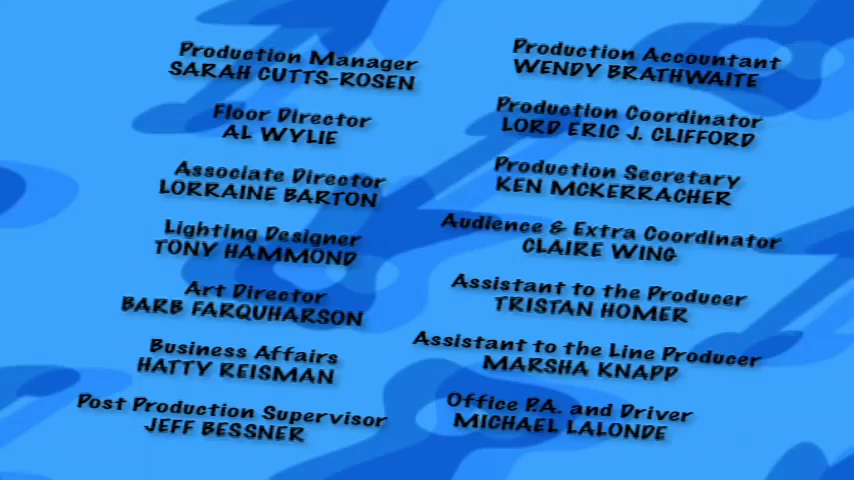 Production Manager
SARAH CUTTS-ROSEN
Floor Director
AL WYLIE
Associate Director
LORRAINE BARTON
Lighting Designer
TONY HAMMOND
Art Director
BARB FARQUHARSON
Business Affairs
HATTY REISMAN
Post Production Supervisor
JEFF BESSNER
Production Accountant
WENDY BRATHWAITE
Production Coordinator
LORD ERIC J. CLIFFORD
Production Secretary
KEN MCKERRACHER
Audience & Extra Coordinator
CLAIRE WING
Assistant to the Producer
TRISTAN HOMER
Assistant to the Line Producer
MARSHA KNAPP
Office P.A. and Driver
MICHAEL LALONDE